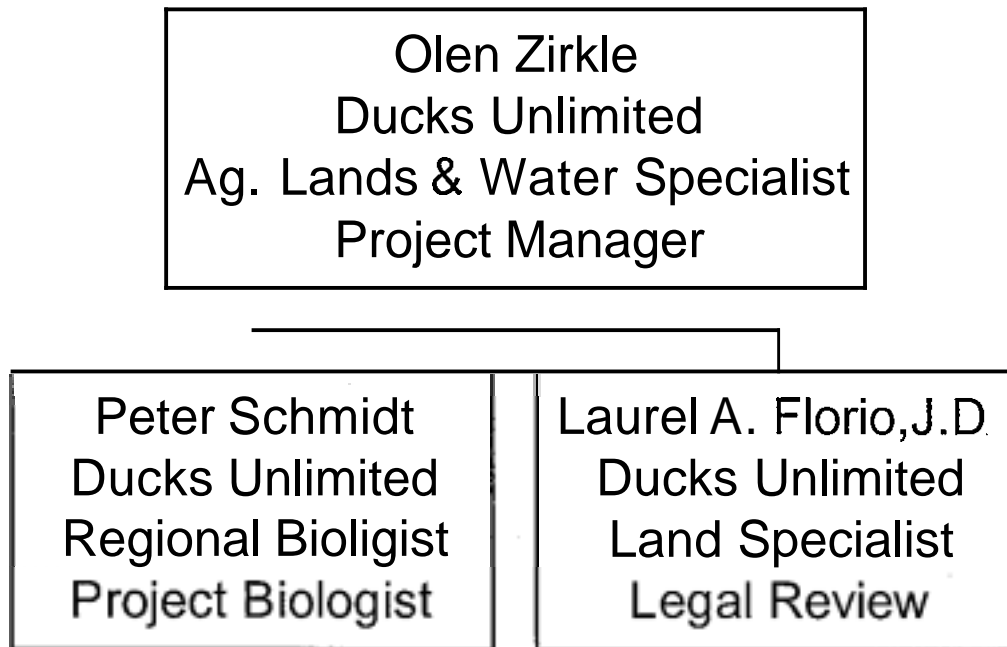 Olen Zirkle
Ducks Unlimited
Ag. Lands & Water Specialist
Project Manager
Peter Schmidt
Ducks Unlimited
Regional Bioligist
Project Biologist
Laurel A. Florio,J.D.
Ducks Unlimited
Land Specialist
Legal Review